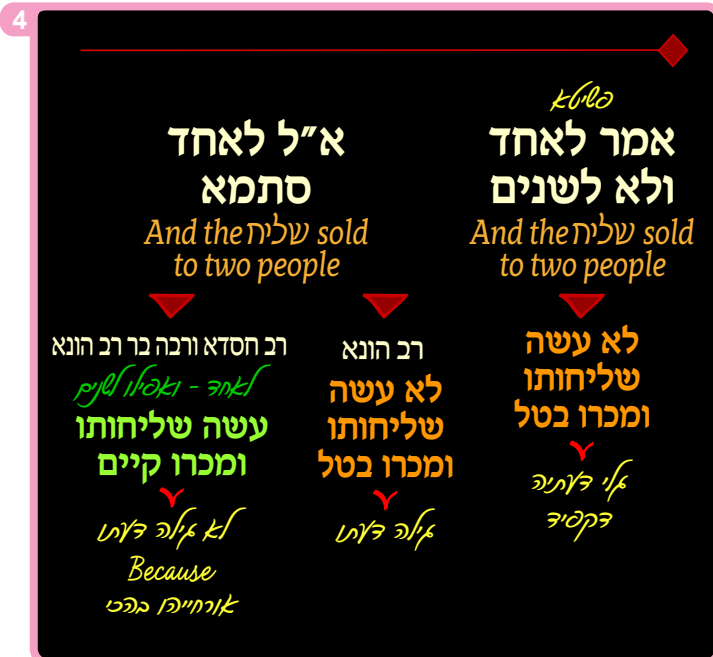 4
פשיטא
אמר לאחד
ולא לשנים
And the שליח sold
to two people
לא עשה
שליחותו
ומכרו בטל
גלי דעתיה
דקפיד
א״ל לאחד
סתמא
And the שליח sold
to two people
רב הונא
לא עשה
שליחותו
ומכרו בטל
גילה דעתו
רב חסדא ורבה בר רב הונא
לאחד - ואפילו לשנים
עשה שליחותו
ומכרו קיים
לא גילה דעתו
Because
אורחייהו בהכי